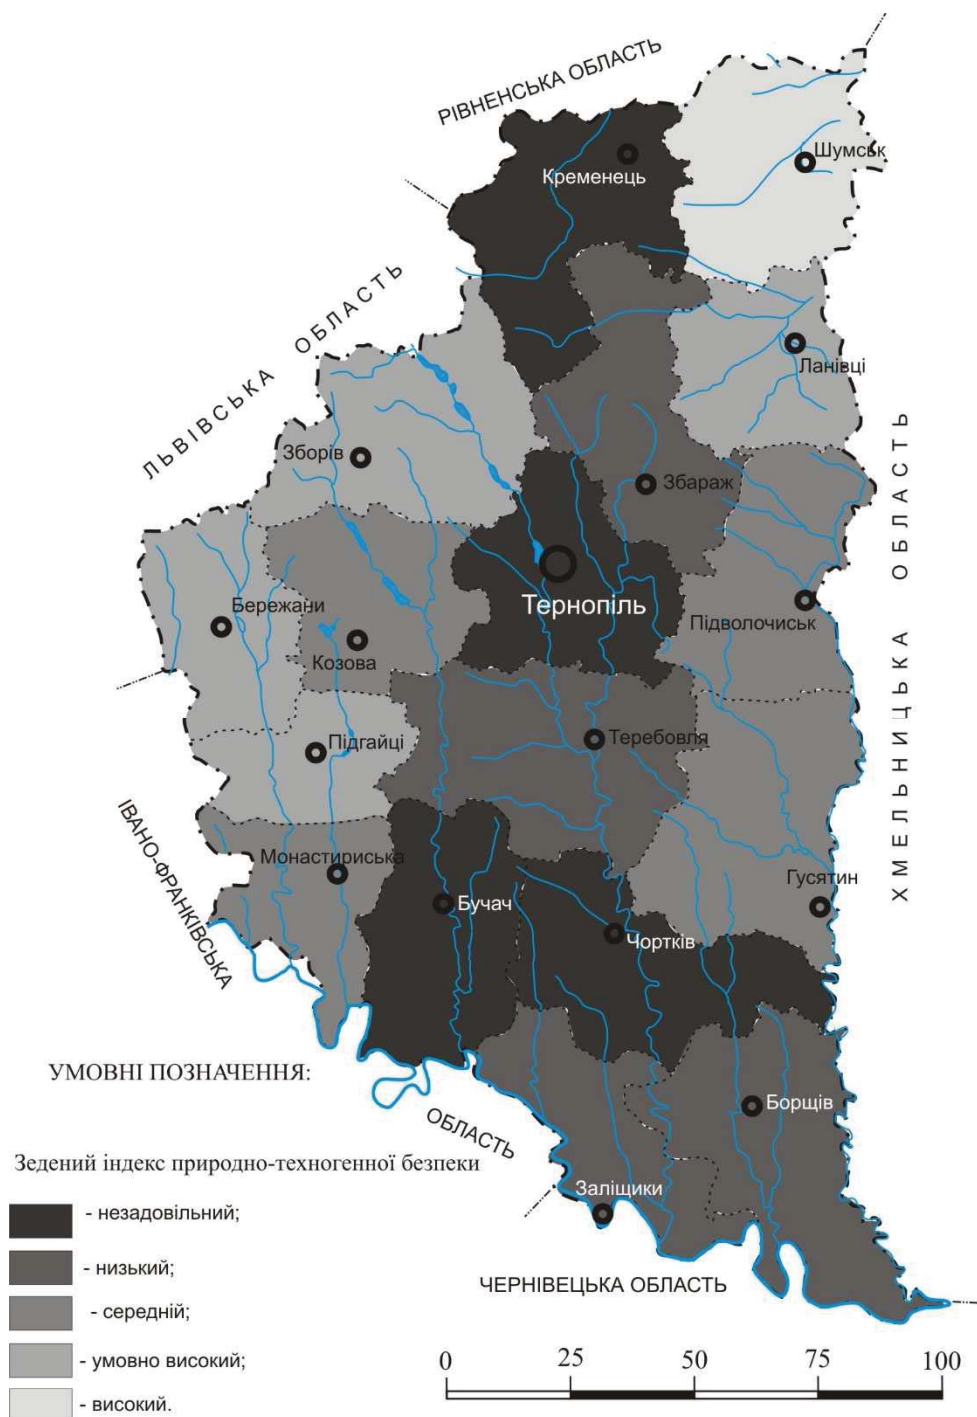 РІВНЕНСЬКА ОБЛАСТЬ
Шумськ
Кременець
ЛЬВІВСЬКА ОБЛАСТЬ
Ланівці
Зборів
Збараж
ХМЕЛЬНИЦЬКА ОБЛАСТЬ
Тернопіль
Бережани
Підволочиськ
Козова
Підгайці
Теребовля
ІВАНО-ФРАНКІВСЬКА
Монастириська
Гусятин
Бучач
Чортків
УМОВНІ ПОЗНАЧЕННЯ:
ОБЛАСТЬ
Борщів
Зедений індекс природно-техногенної безпеки
Заліщики
- незадовільний;
- низький;
ЧЕРНІВЕЦЬКА ОБЛАСТЬ
- середній;
- умовно високий;
- високий.
0 25 50 75 100